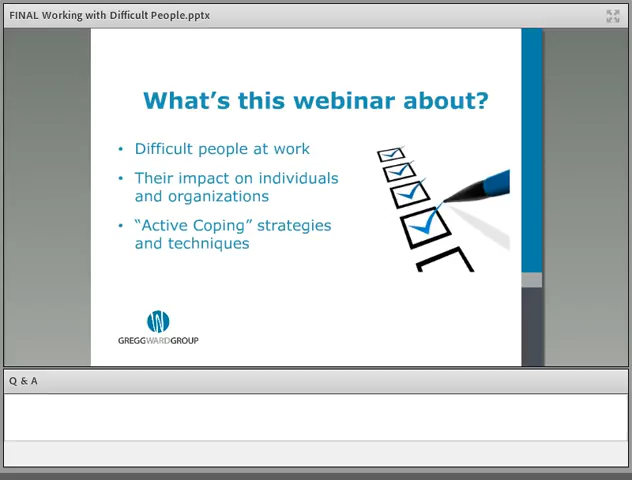 FINAL Working with Difficult People.pptx
What's this webinar about?
• Difficult people at work
• Their impact on individuals
and organizations
• “Active Coping” strategies
and techniques
GREGGWARDGROUP
Q & A